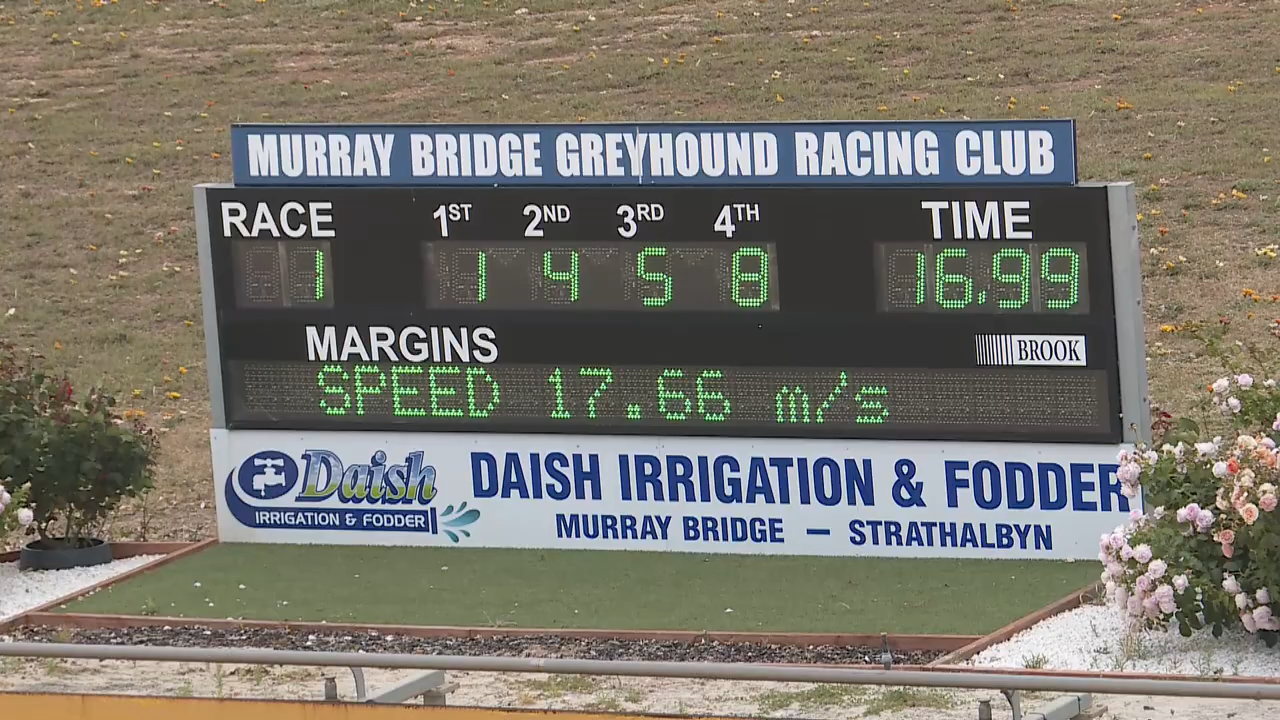 MURRAY BRIDGE GREYHOUND RACING CLUB
RACE 1ST 2ND 3RD 4TH TIME
1 1 4 5 8 16.99
MARGINS BROOK
SPEED 17.66 m/s
Daish DAISH IRRIGATION & FODDER
IRRIGATION & FODDER MURRAY BRIDGE – STRATHALBYN